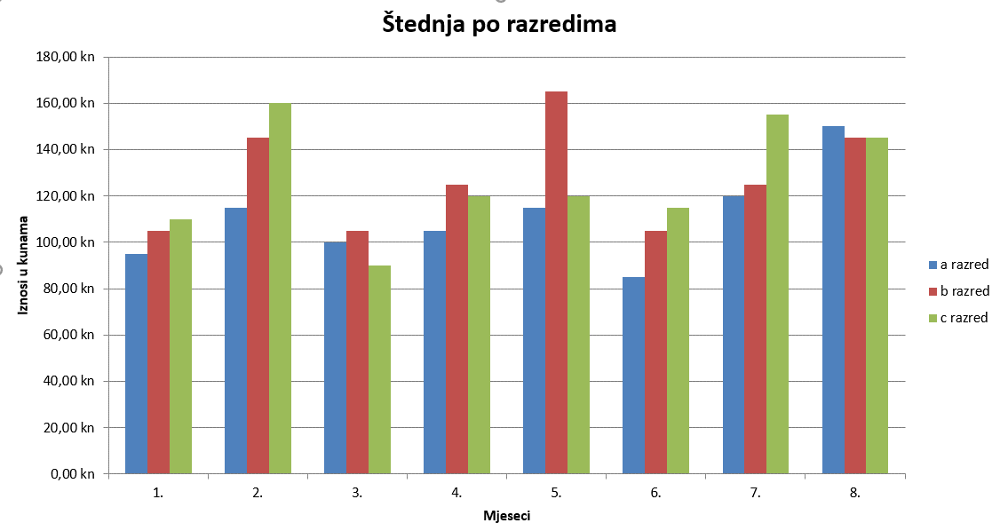 Štednja po razredima
180,00 kn
160,00 kn
140,00 kn
120,00 kn
100,00 kn
80,00 kn
60,00 kn
40,00 kn
20,00 kn
0,00 kn
Iznosi u kunama
1. 2. 3. 4. 5. 6. 7. 8.
Mjeseci
a razred
b razred
c razred